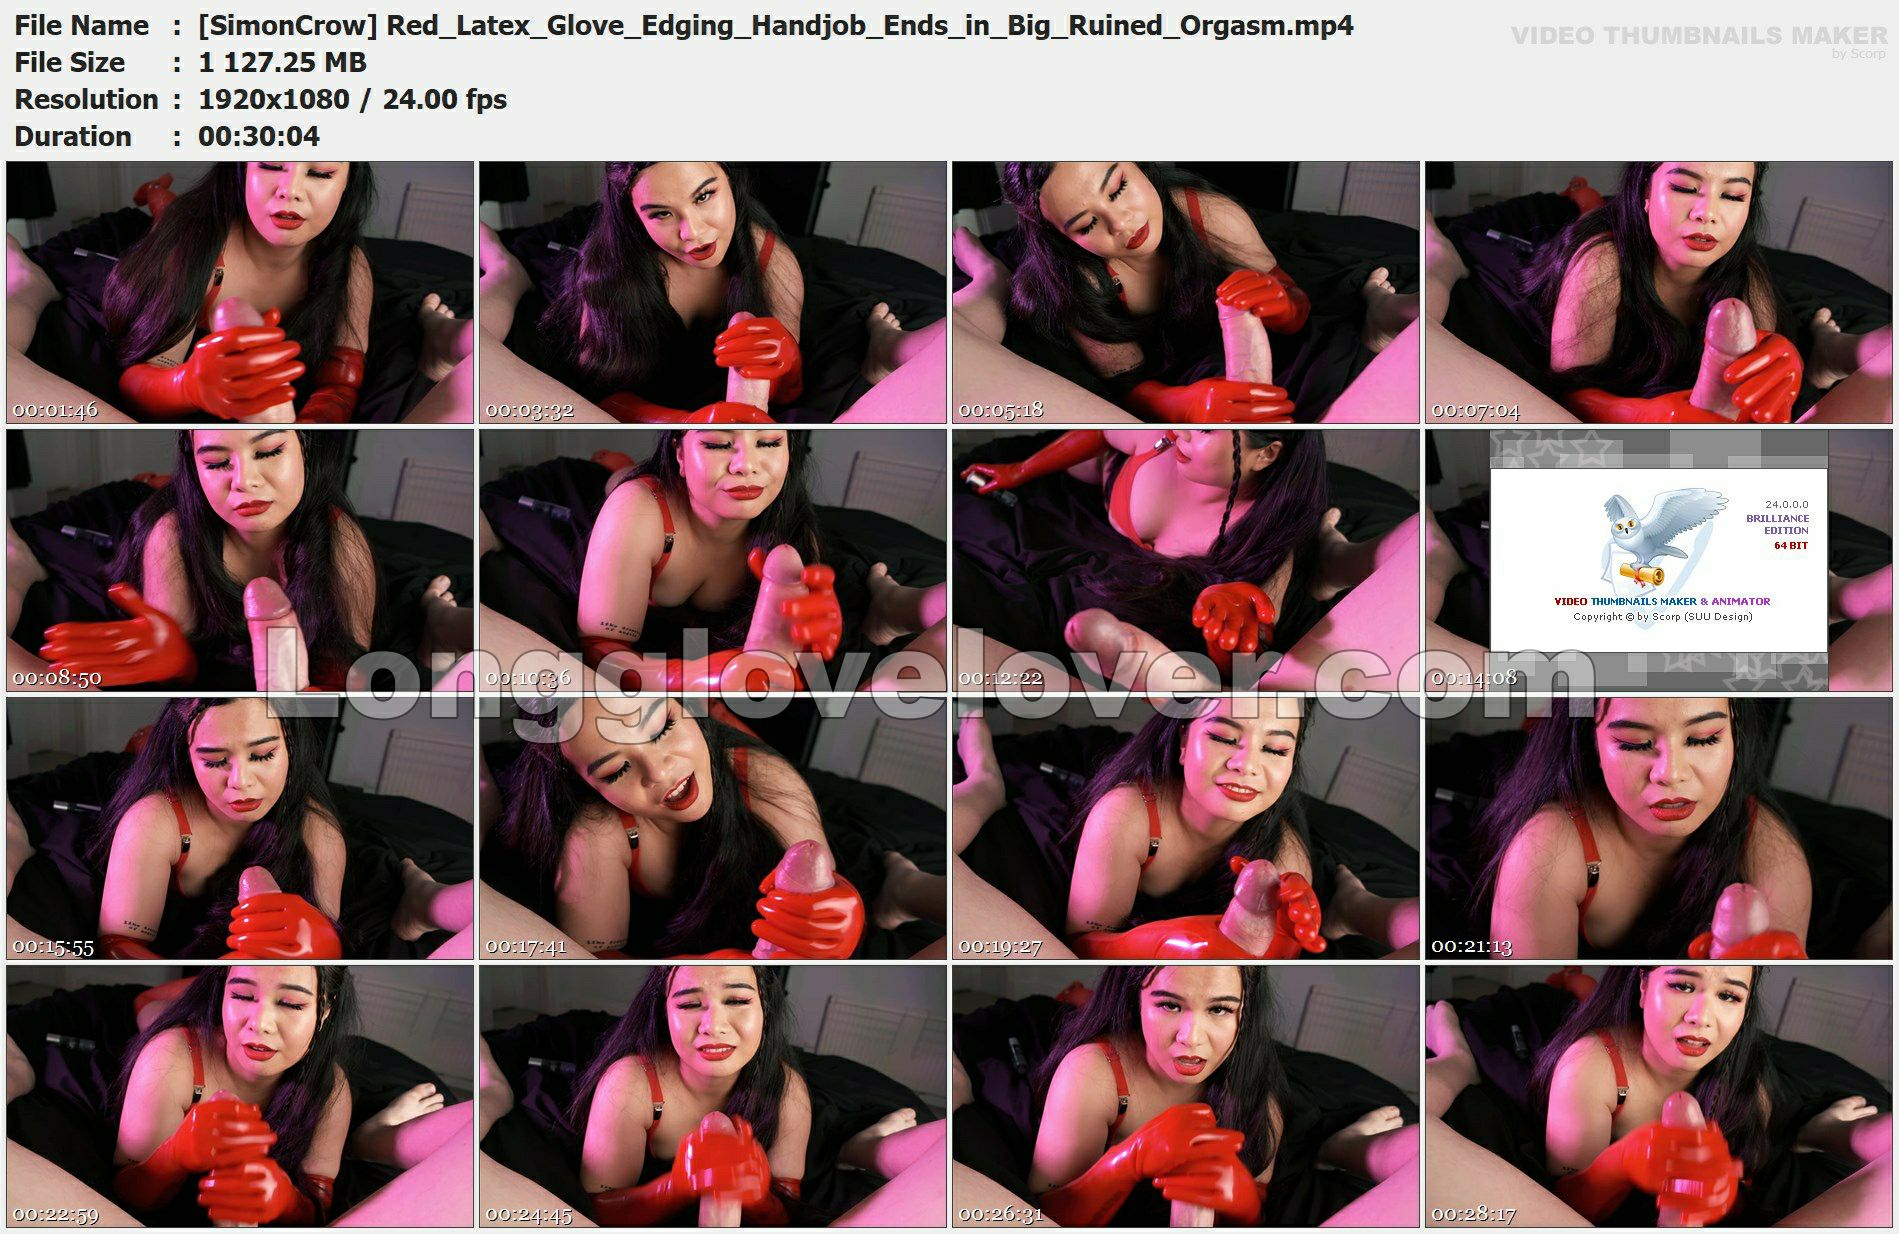 File Name : [SimonCrow] Red_Latex_Glove_Edging_Handjob_Ends_in_Big_Ruined_Orgasm.mp4
VIDEO THUMBNAILS MAKER
by Scorp
File Size : 1 127.25 MB
Resolution : 1920x1080 / 24.00 fps
Duration : 00:30:04
00:01:46
00:03:32
00:05:18
00:07:04
24.0.0.0
BRILLIANCE
EDITION
64 BIT
VIDEO THUMBNAILS MAKER & ANIMATOR
Copyright © by Scorp (SUU Design)
00:08:50
00:10:36
00:12:22
00:14:08
Longglovelover.com
00:15:55
00:17:41
00:19:27
00:21:13
00:22:59
00:24:45
00:26:31
00:28:17